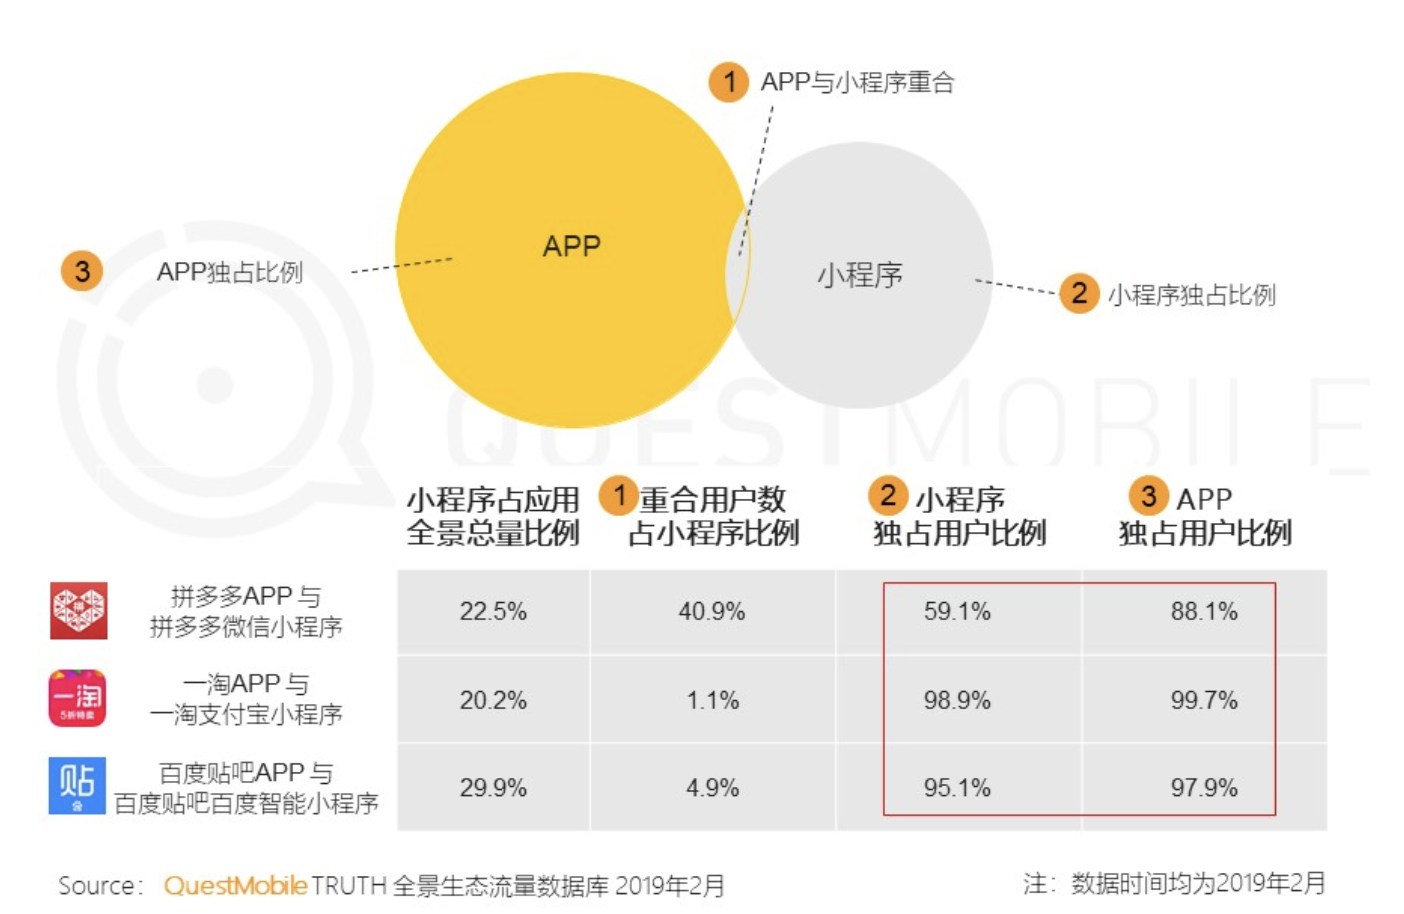 1 APP与小程序重合
APP
3 APP独占比例
小程序
2 小程序独占比例
QUESTMOBILE
小程序占应用
全景总量比例
1 重合用户数
占小程序比例
2 小程序
独占用户比例
3 APP
独占用户比例
拼
拼多多APP 与
拼多多微信小程序
22.5% 40.9% 59.1% 88.1%
一淘
5折特卖
一淘APP 与
一淘支付宝小程序
20.2% 1.1% 98.9% 99.7%
贴
百度贴吧APP 与
百度贴吧百度智能小程序
29.9% 4.9% 95.1% 97.9%
Source： QuestMobile TRUTH 全景生态流量数据库 2019年2月
注：数据时间均为2019年2月